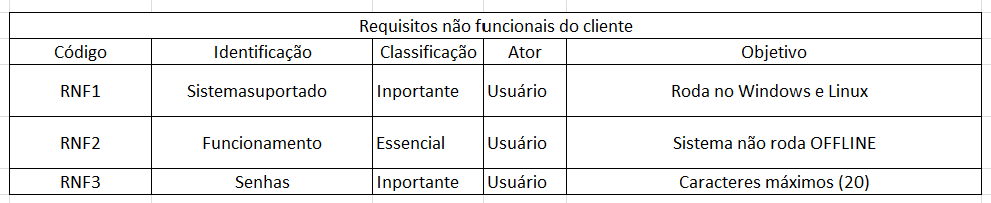 Requisitos não funcionais do cliente
Código Identificação Classificação Ator Objetivo
RNF1 Sistemasuportado Inportante Usuário Roda no Windows e Linux
RNF2 Funcionamento Essencial Usuário Sistema não roda OFFLINE
RNF3 Senhas Inportante Usuário Caracteres máximos (20)